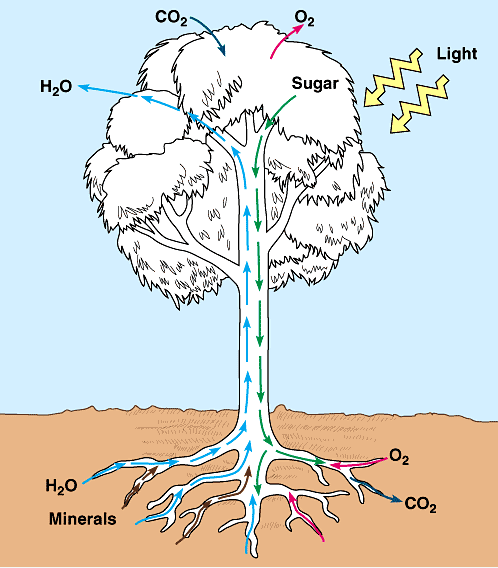 CO₂
O₂
Light
H₂O
Sugar
O₂
H₂O
CO₂
Minerals